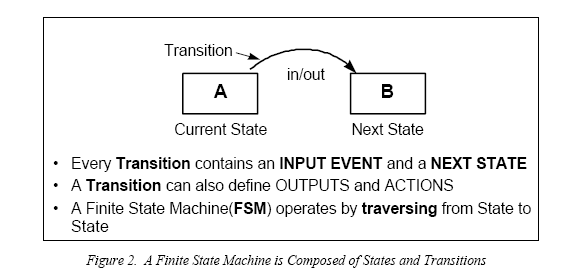 Transition
in/out
A
B
Current State
Next State
• Every Transition contains an INPUT EVENT and a NEXT STATE
• A Transition can also define OUTPUTS and ACTIONS
• A Finite State Machine(FSM) operates by traversing from State to
State
Figure 2. A Finite State Machine is Composed of States and Transitions